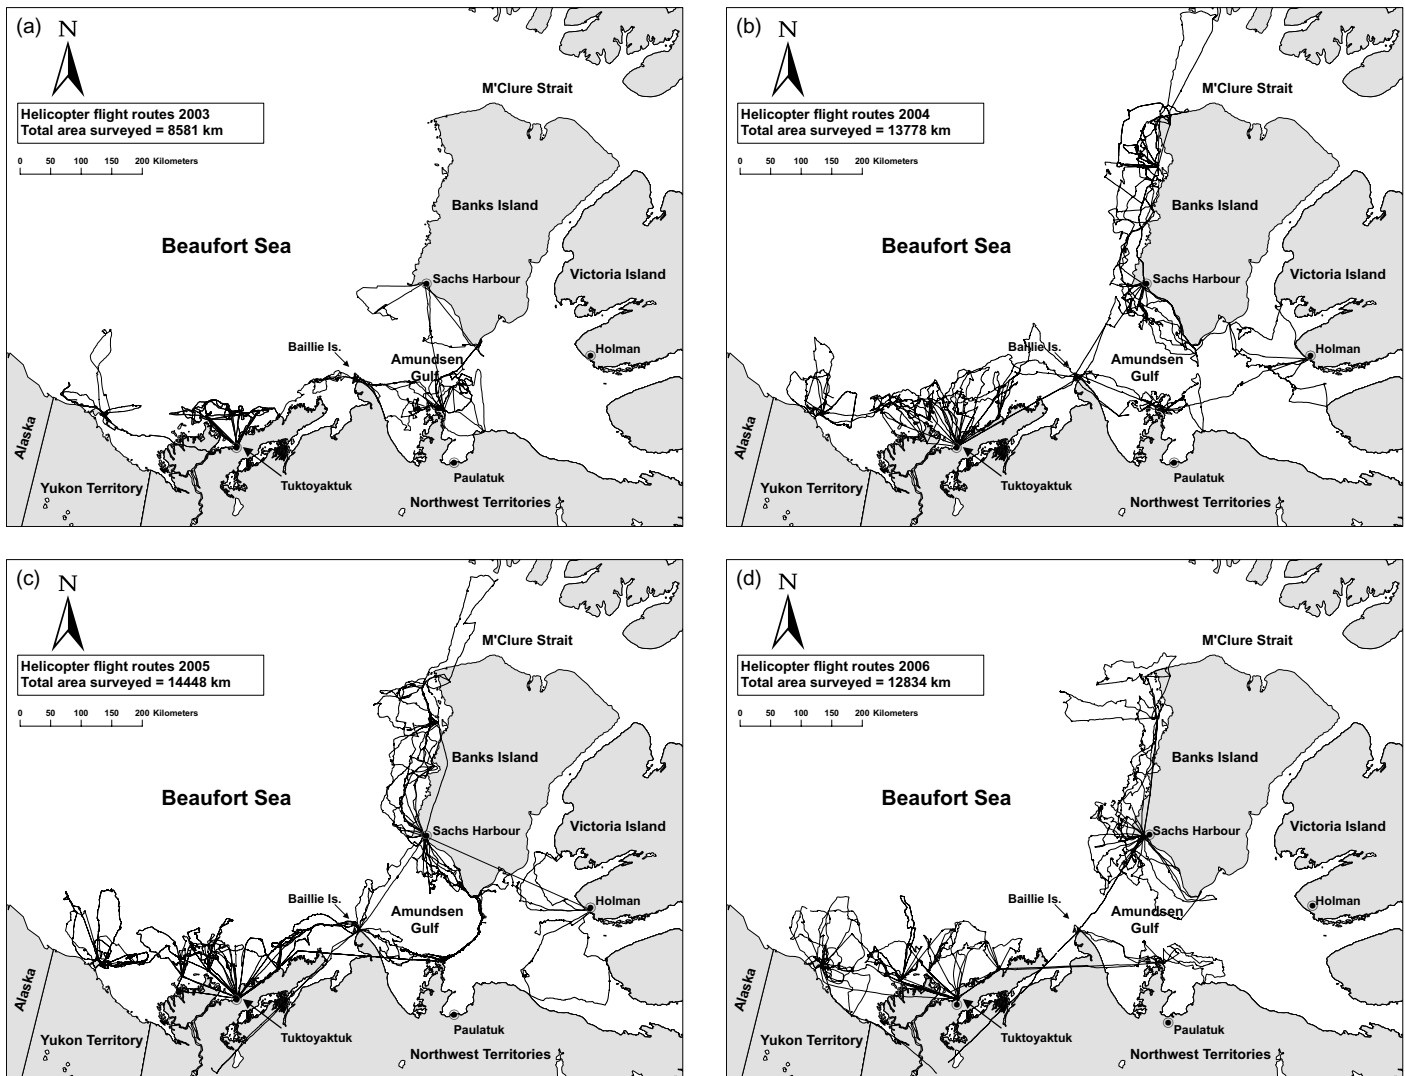 (a)
N
Helicopter flight routes 2003
Total area surveyed = 8581 km
0 50 100 150 200 Kilometers
M'Clure Strait
Banks Island
Beaufort Sea
Victoria Island
Sachs Harbour
Baillie Is.
Holman
Amundsen
Gulf
Alaska
Paulatuk
Yukon Territory
Tuktoyaktuk
Northwest Territories
(b)
N
Helicopter flight routes 2004
Total area surveyed = 13778 km
0 50 100 150 200 Kilometers
M'Clure Strait
Banks Island
Beaufort Sea
Victoria Island
Sachs Harbour
Baillie Is.
Holman
Amundsen
Gulf
Alaska
Paulatuk
Yukon Territory
Tuktoyaktuk
Northwest Territories
(c)
N
Helicopter flight routes 2005
Total area surveyed = 14448 km
0 50 100 150 200 Kilometers
M'Clure Strait
Banks Island
Beaufort Sea
Victoria Island
Sachs Harbour
Baillie Is.
Holman
Amundsen
Gulf
Alaska
Paulatuk
Yukon Territory
Tuktoyaktuk
Northwest Territories
(d)
N
Helicopter flight routes 2006
Total area surveyed = 12834 km
0 50 100 150 200 Kilometers
M'Clure Strait
Banks Island
Beaufort Sea
Victoria Island
Sachs Harbour
Baillie Is.
Holman
Amundsen
Gulf
Alaska
Paulatuk
Yukon Territory
Tuktoyaktuk
Northwest Territories